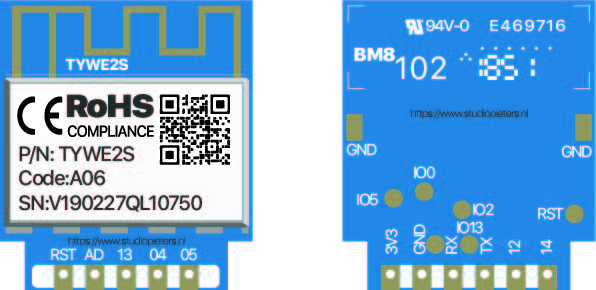 TYWE2S
CE RoHS
COMPLIANCE
P/N: TYWE2S
Code:A06
SN:V190227QL10750
https://www.studiopieters.nl
RST AD 13 04 05
94V-0 E469716
BM8 102 1851
https://www.studiopieters.nl
GND GND
IO0
IO5
IO2
RST
IO13
3V3 GND RX TX 12 14